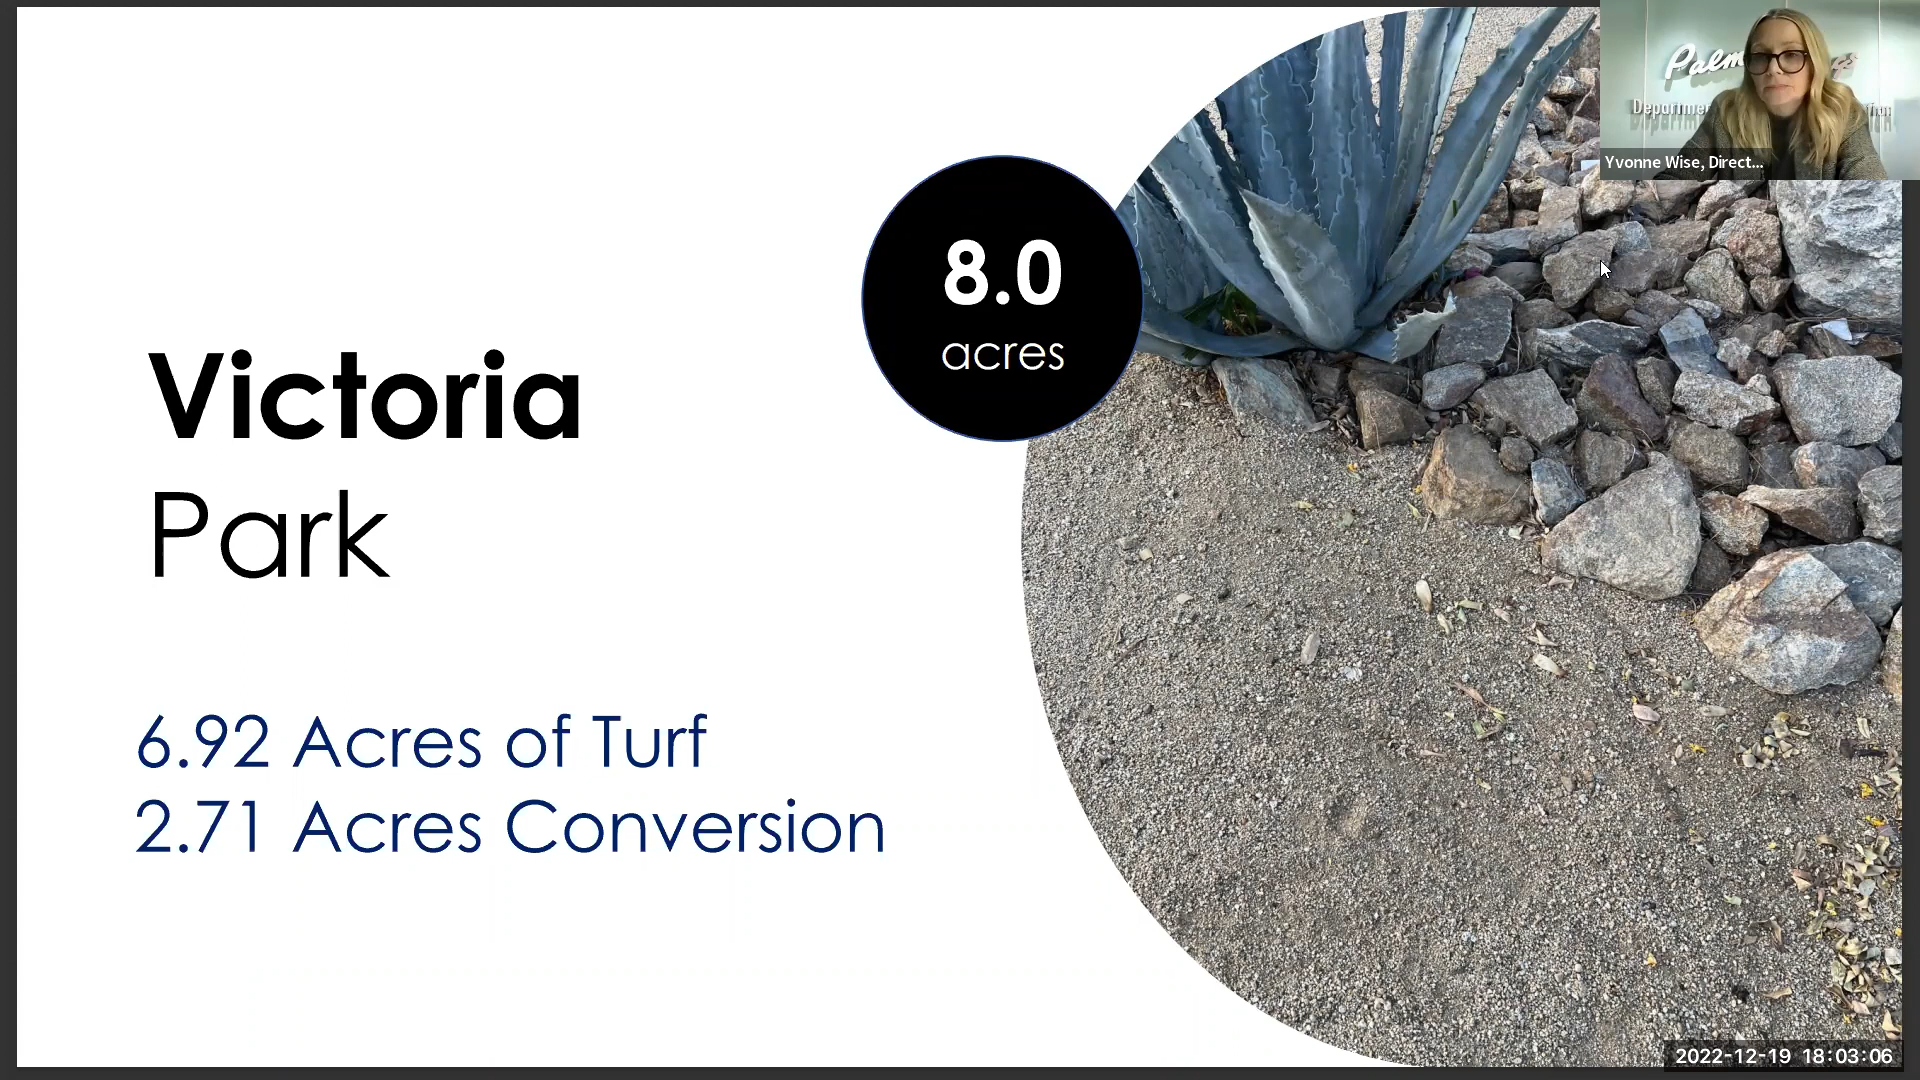 8.0
acres
Victoria
Park
6.92 Acres of Turf
2.71 Acres Conversion
Palm
Yvonne Wise, Direct...
2022-12-19 18:03:06